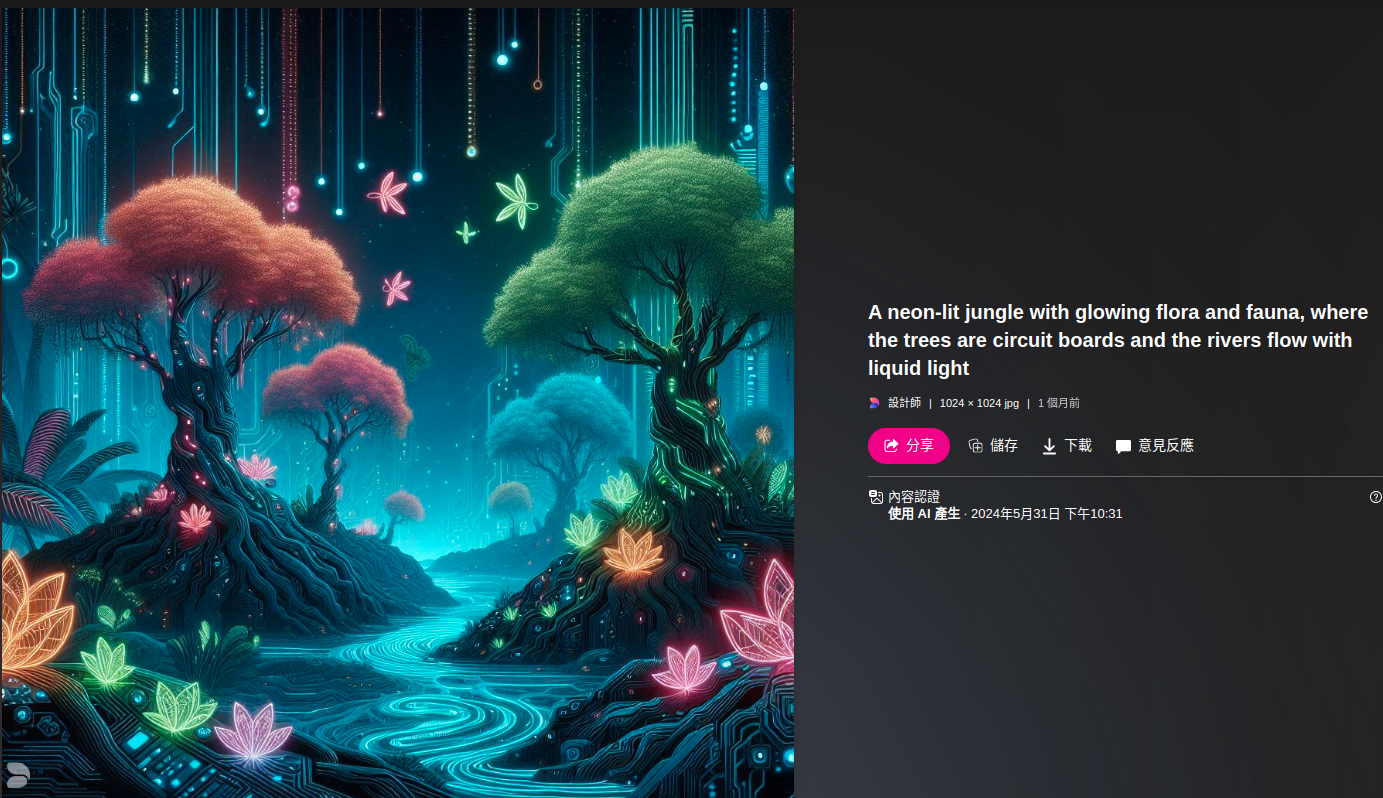 A neon-lit jungle with glowing flora and fauna, where
the trees are circuit boards and the rivers flow with
liquid light
設計師 | 1024 × 1024 jpg | 1 個月前
分享 儲存 下載 意見反應
內容認證
使用 AI 產生 · 2024年5月31日 下午10:31